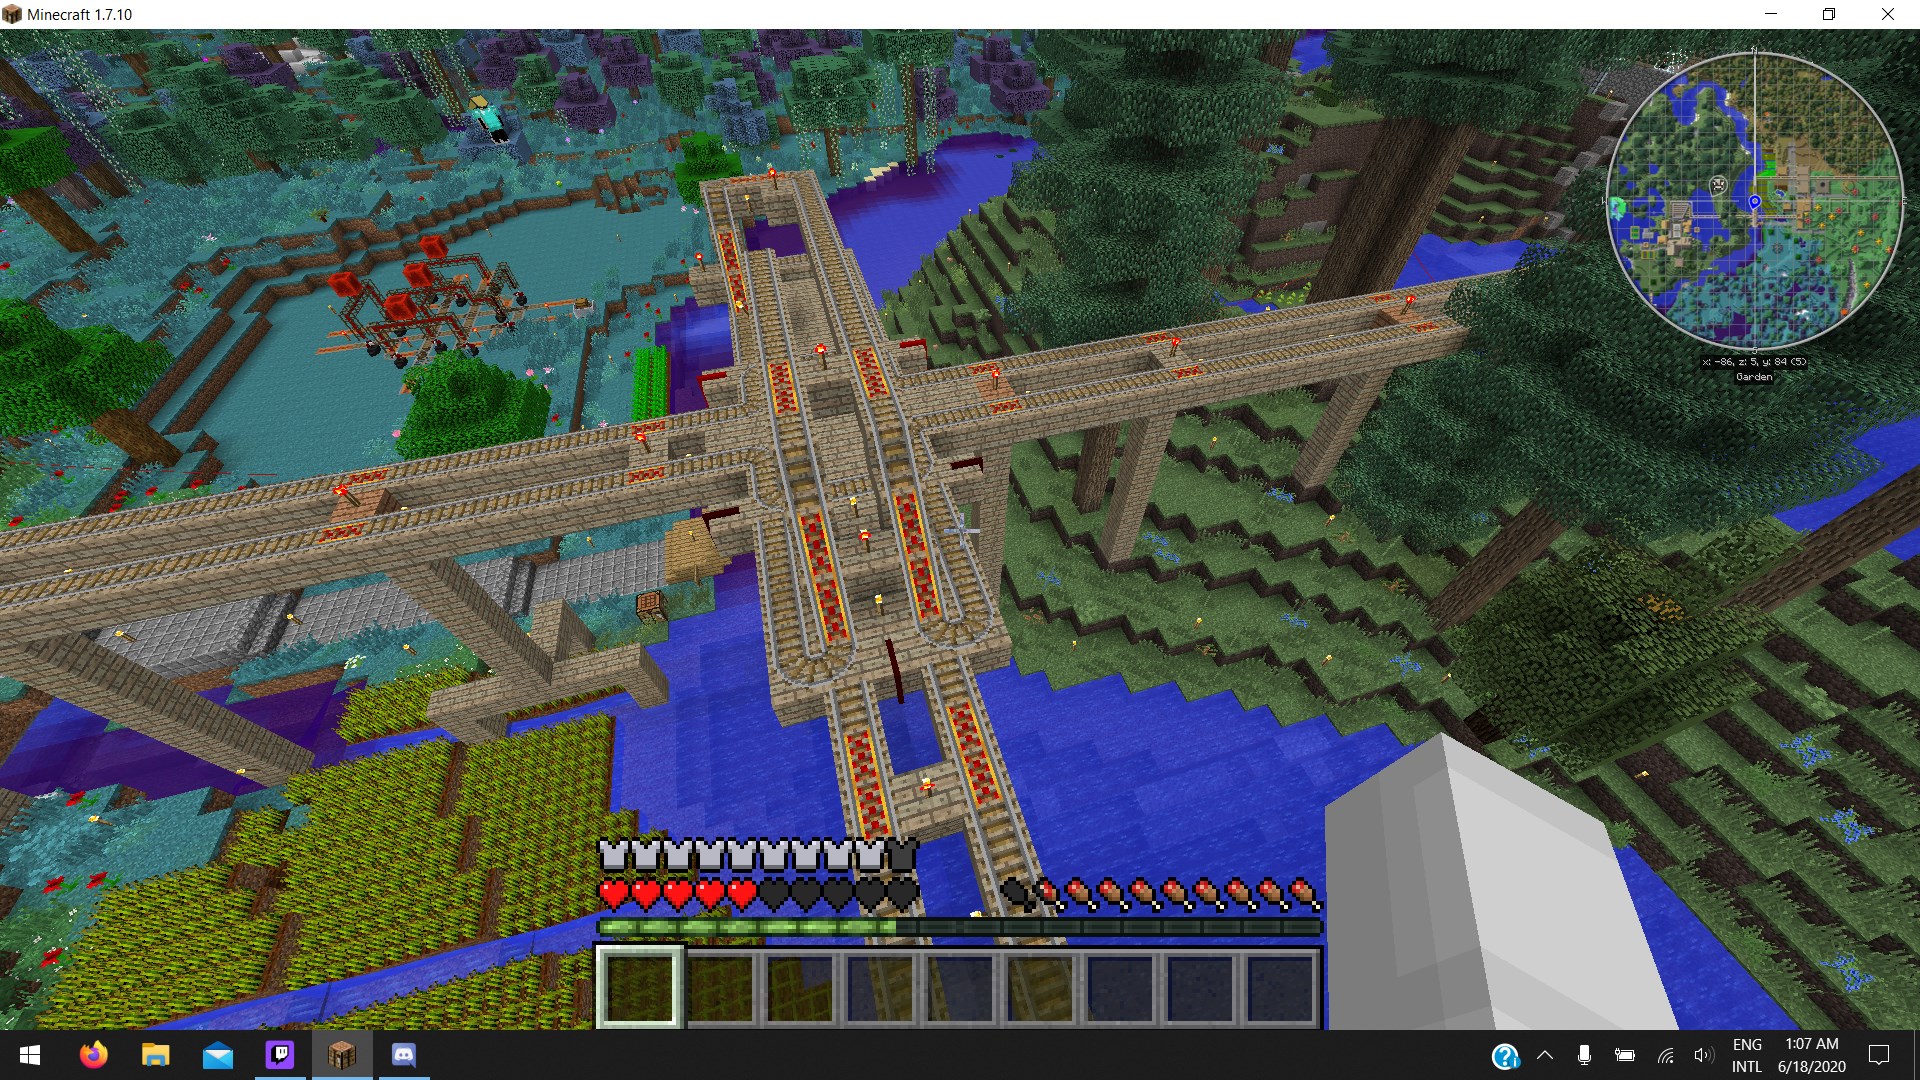 Minecraft 1.7.10
N
x: -86, z: 5, y: 84 (5)
Garden
ENG
INTL
1:07 AM
6/18/2020